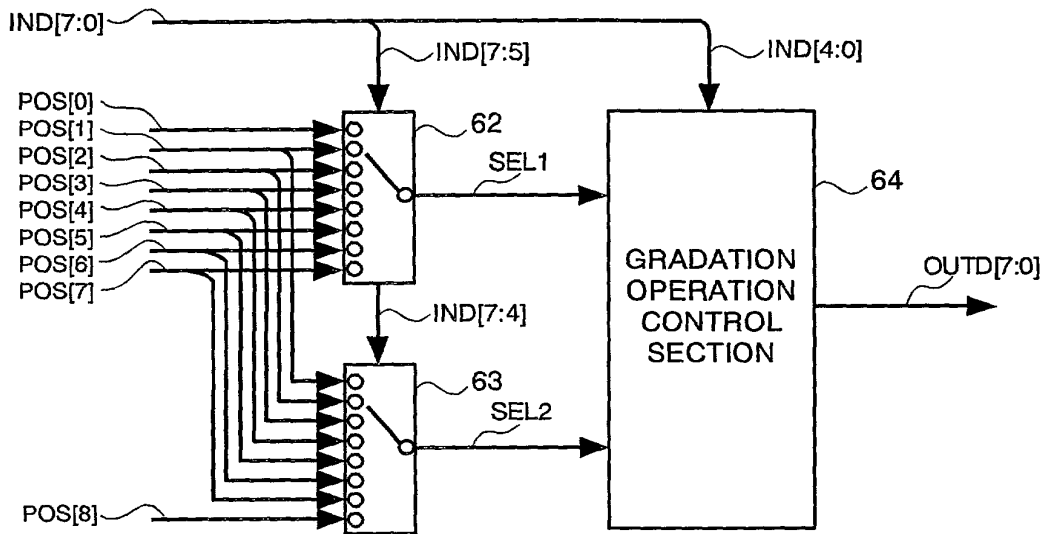 IND[7:0]
IND[7:5]
IND[4:0]
POS[0]
POS[1]
POS[2]
POS[3]
POS[4]
POS[5]
POS[6]
POS[7]
62
SEL1
64
GRADATION
OPERATION
CONTROL
SECTION
OUTD[7:0]
IND[7:4]
63
SEL2
POS[8]